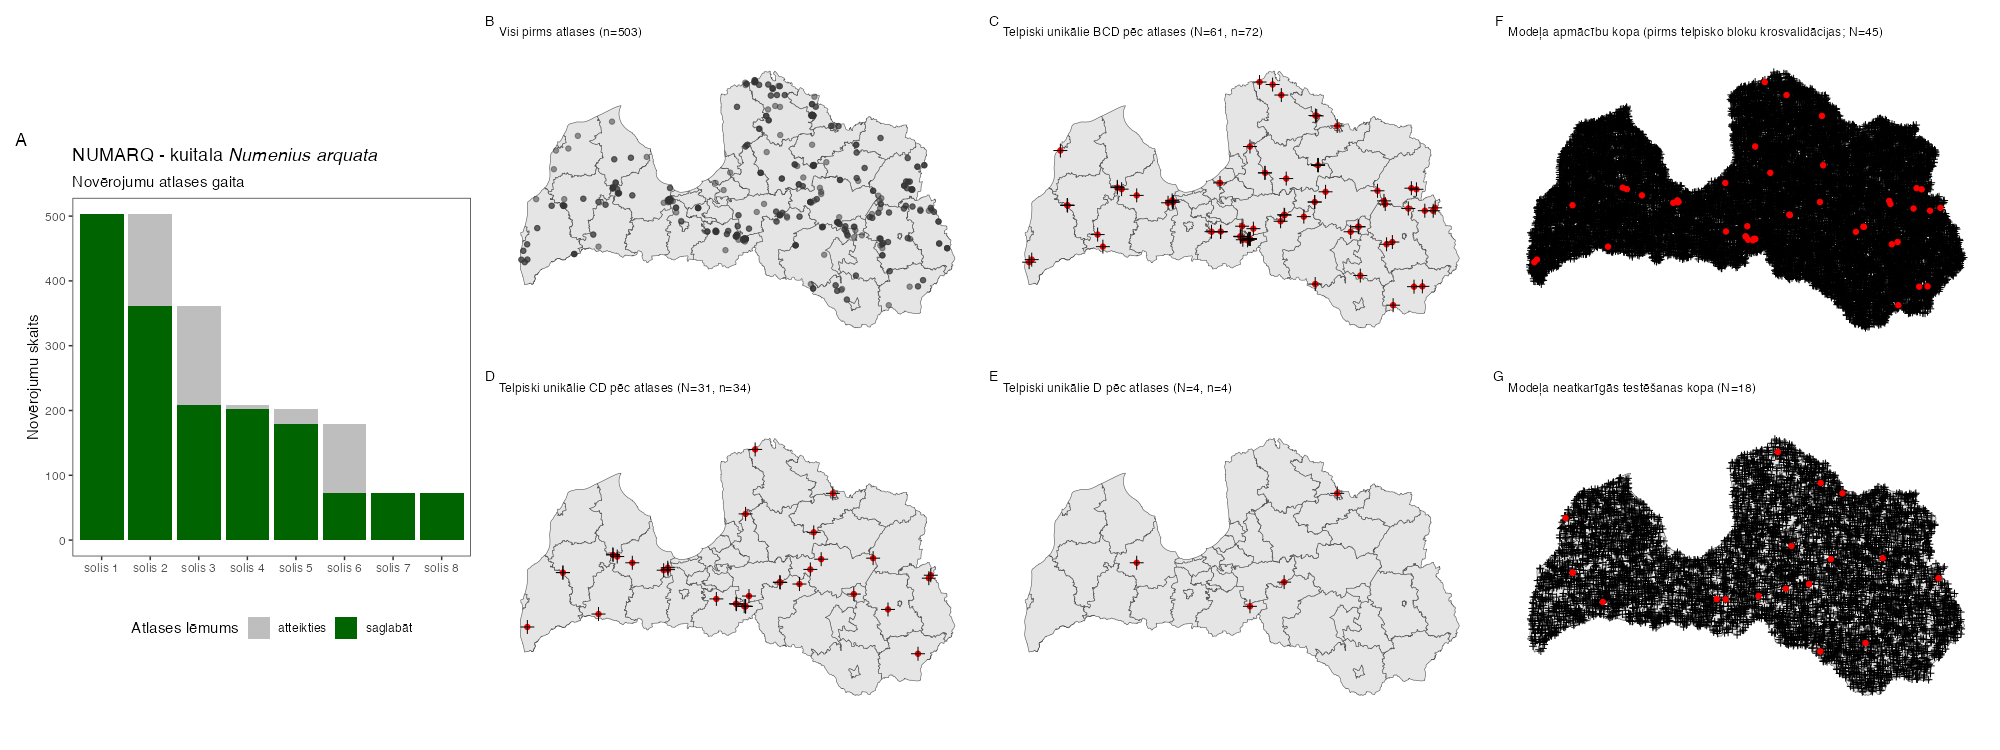 A
NUMARQ - kuitala Numenius arquata
Novērojumu atlases gaita
Novērojumu skaits
500
400
300
200
100
0
solis 1 solis 2 solis 3 solis 4 solis 5 solis 6 solis 7 solis 8
Atlases lēmums atteikties saglabāt
B
Visi pirms atlases (n=503)
C
Telpiski unikālie BCD pēc atlases (N=61, n=72)
F
Modeļa apmācību kopa (pirms telpisko bloku krosvalidācijas; N=45)
D
Telpiski unikālie CD pēc atlases (N=31, n=34)
E
Telpiski unikālie D pēc atlases (N=4, n=4)
G
Modeļa neatkarīgās testēšanas kopa (N=18)